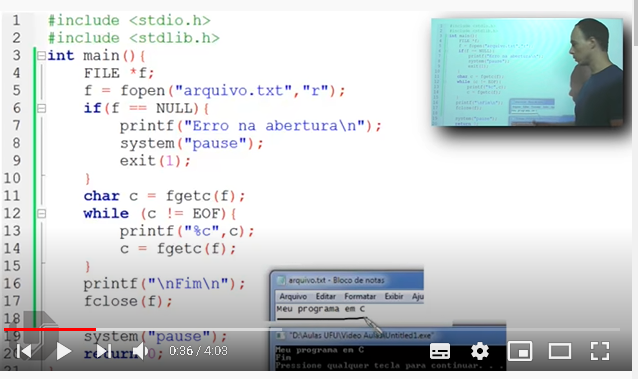 1 #include <stdio.h>
2 #include <stdlib.h>
3 int main(){
4 FILE *f;
5 f = fopen("arquivo.txt","r");
6 if(f == NULL){
7 printf("Erro na abertura\n");
8 system("pause");
9 exit(1);
10 }
11 char c = fgetc(f);
12 while (c != EOF){
13 printf("%c",c);
14 c = fgetc(f);
15 }
16 printf("\nFim\n");
17 fclose(f);
18
19 system("pause");
20 return 0;
arquivo.txt - Bloco de notas
Arquivo Editar Formatar Exibir Aju
Meu programa em C
"D:\Aulas UFU\Video Aulas\Untitled1.exe"
Meu programa em C
Fim
Pressione qualquer tecla para continuar. . .
0:36 / 4:03